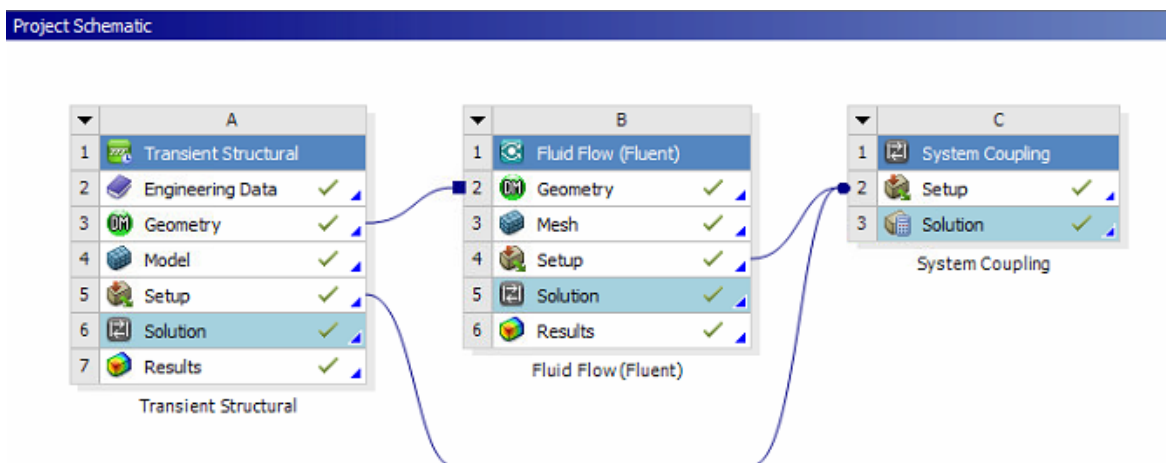 Project Schematic
A
1 Transient Structural
2 Engineering Data
3 Geometry
4 Model
5 Setup
6 Solution
7 Results
Transient Structural
B
1 Fluid Flow (Fluent)
2 DM Geometry
3 Mesh
4 Setup
5 Solution
6 Results
Fluid Flow (Fluent)
C
1 System Coupling
2 Setup
3 Solution
System Coupling